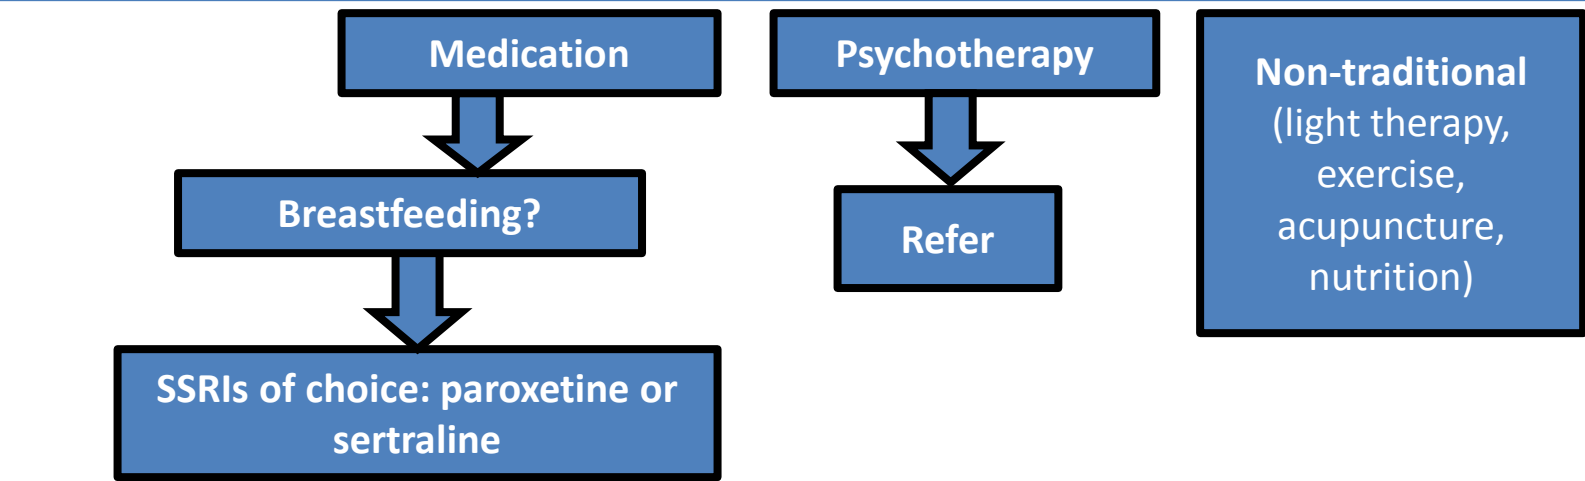 Medication
Breastfeeding?
SSRIs of choice: paroxetine or
sertraline
Psychotherapy
Refer
Non-traditional
(light therapy,
exercise,
acupuncture,
nutrition)